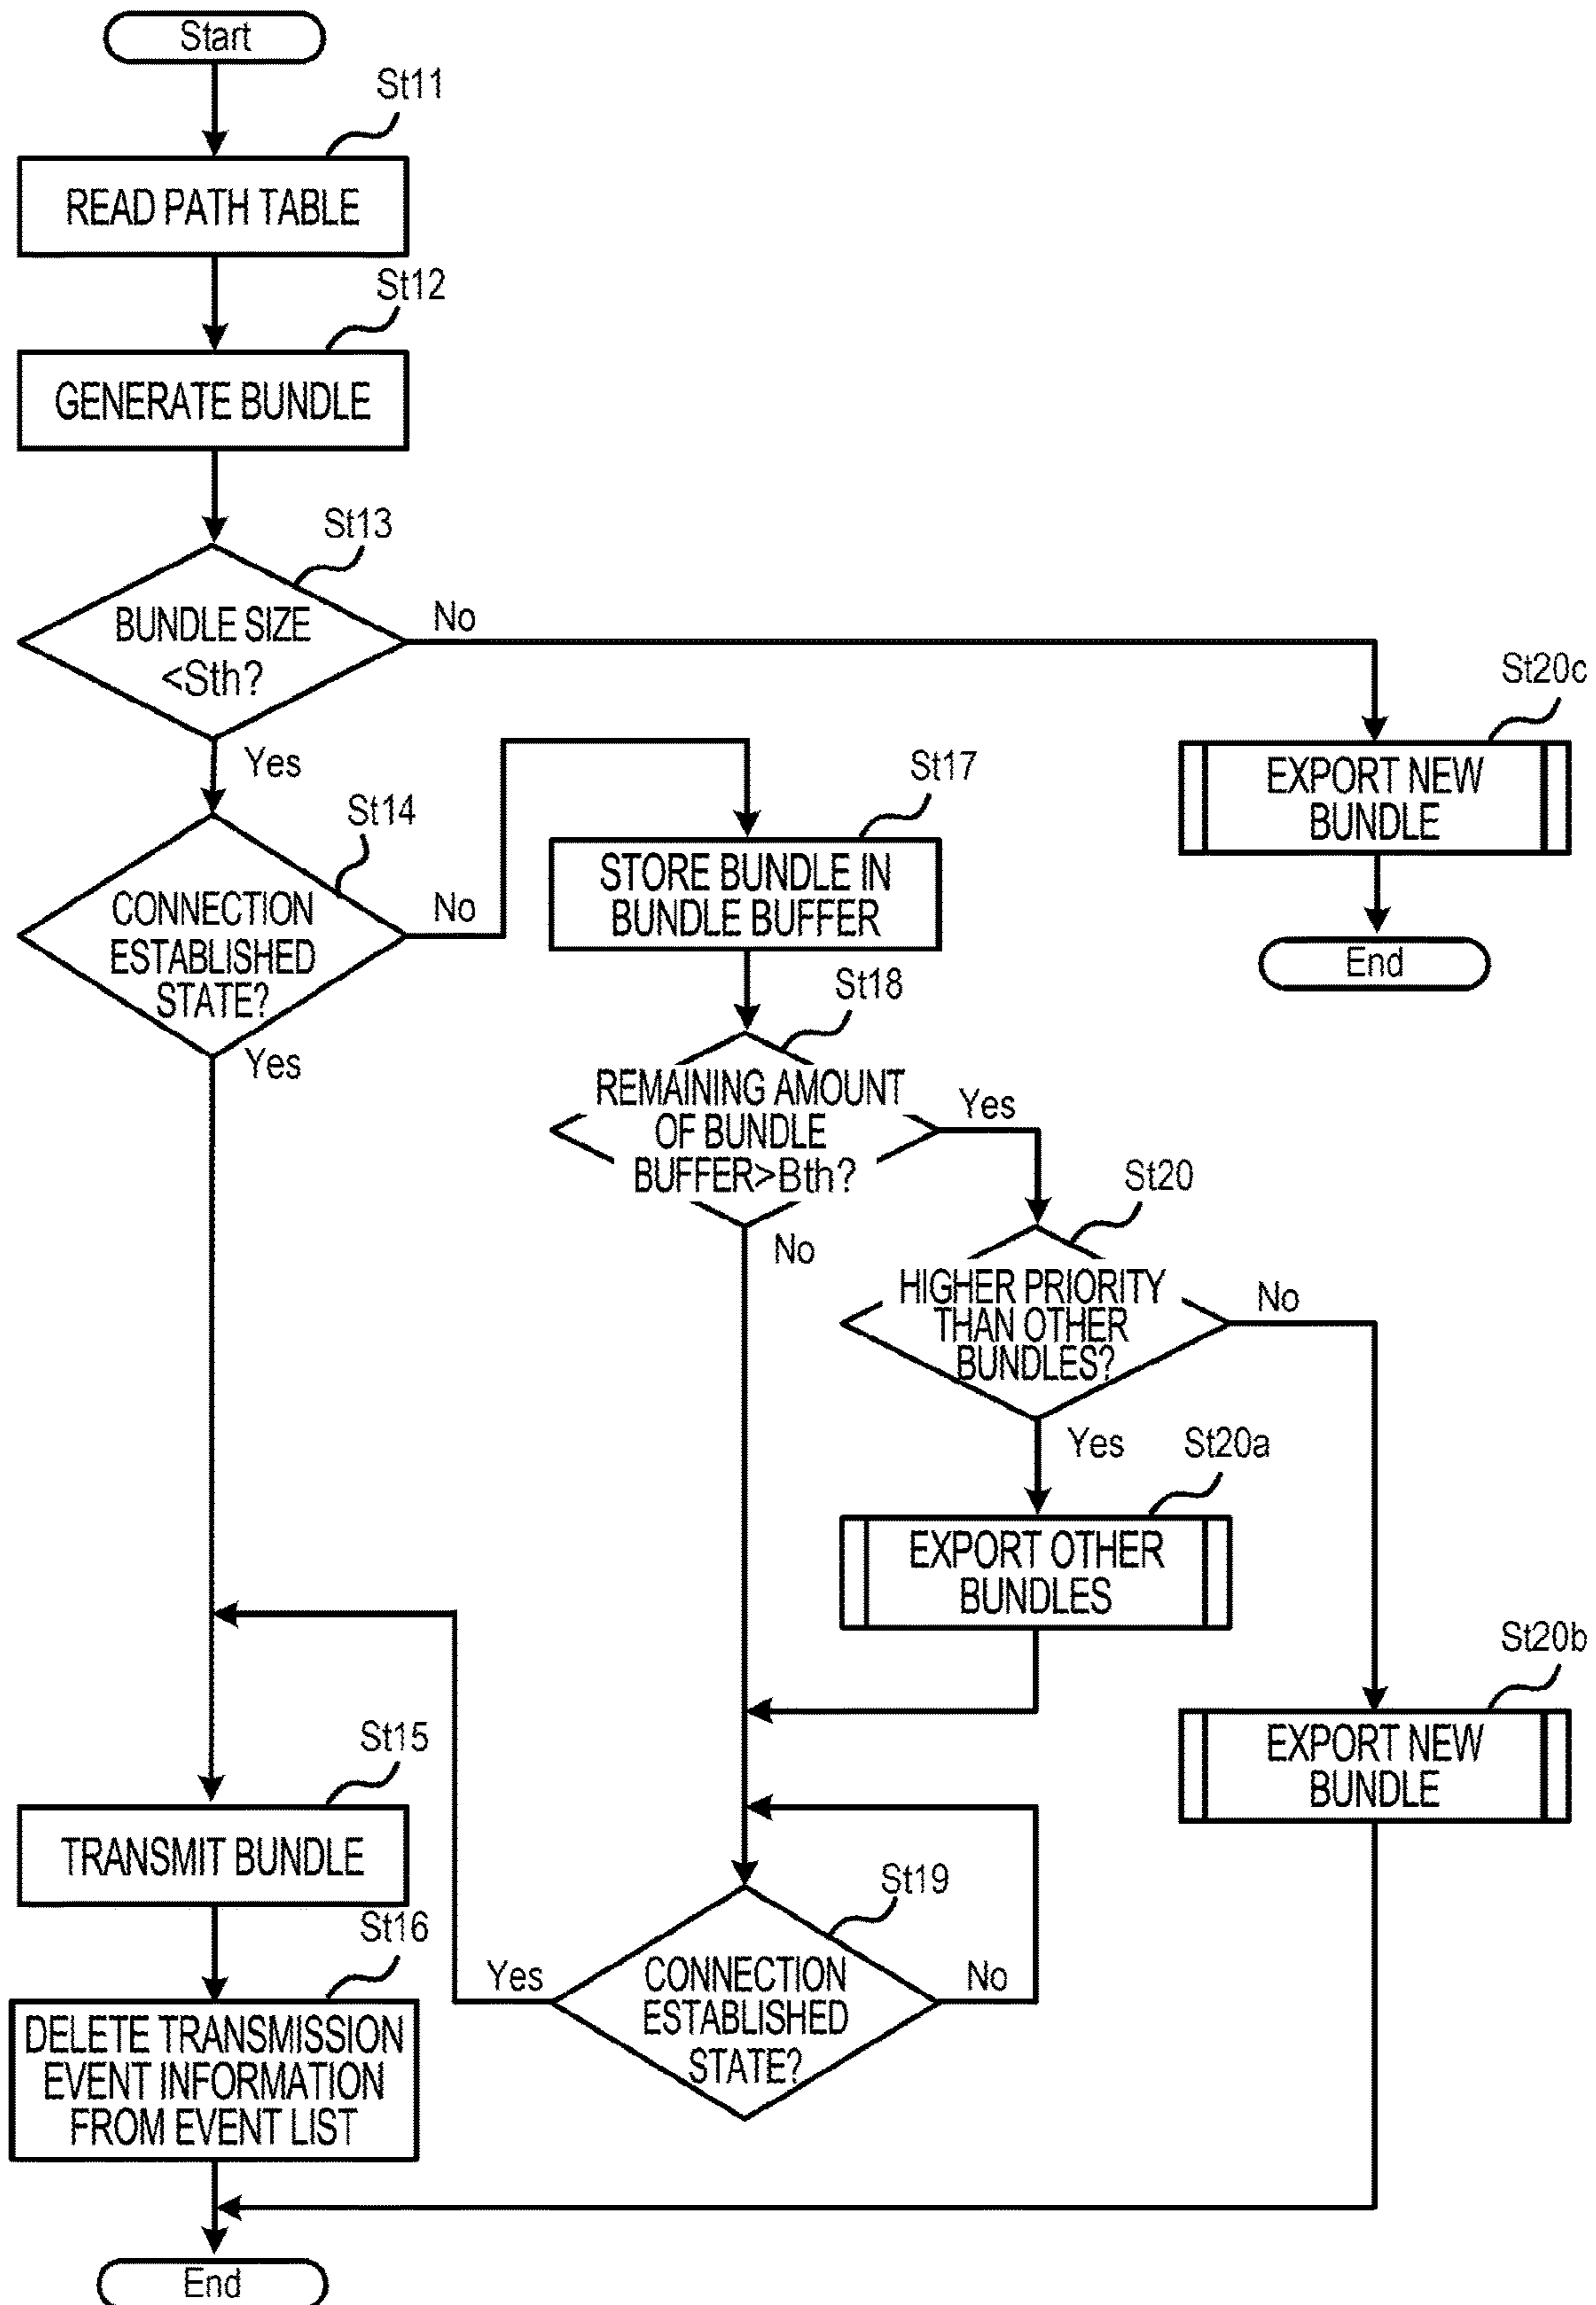 Start
St11
READ PATH TABLE
St12
GENERATE BUNDLE
St13
BUNDLE SIZE
<Sth?
No
Yes
St20c
EXPORT NEW
BUNDLE
End
St14
CONNECTION
ESTABLISHED
STATE?
No
Yes
St17
STORE BUNDLE IN
BUNDLE BUFFER
St18
REMAINING AMOUNT
OF BUNDLE
BUFFER>Bth?
Yes
No
St20
HIGHER PRIORITY
THAN OTHER
BUNDLES?
No
Yes
St20a
EXPORT OTHER
BUNDLES
St20b
EXPORT NEW
BUNDLE
St15
TRANSMIT BUNDLE
St19
CONNECTION
ESTABLISHED
STATE?
Yes
No
St16
DELETE TRANSMISSION
EVENT INFORMATION
FROM EVENT LIST
End